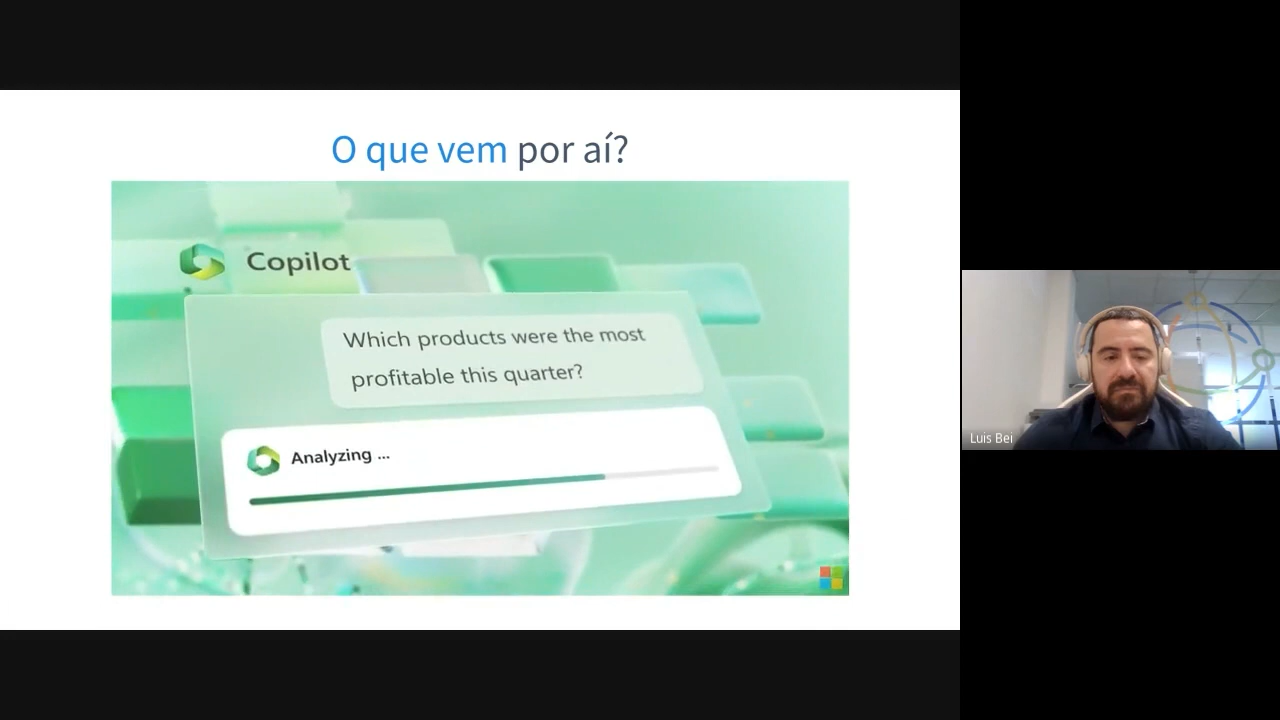 O que vem por aí?
Copilot
Which products were the most
profitable this quarter?
Analyzing ...
Luis Bei